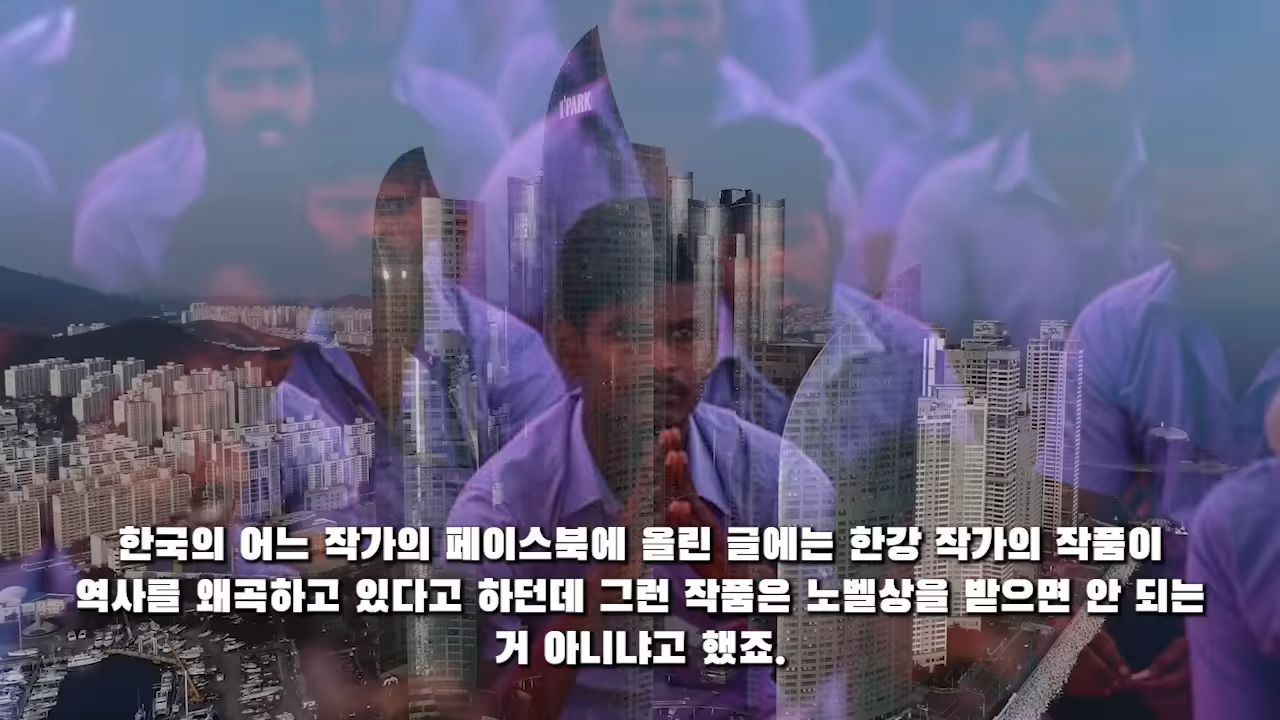 I'PARK
한국의 어느 작가의 페이스북에 올린 글에는 한강 작가의 작품이
역사를 왜곡하고 있다고 하던데 그런 작품은 노벨상을 받으면 안 되는
거 아니냐고 했죠.